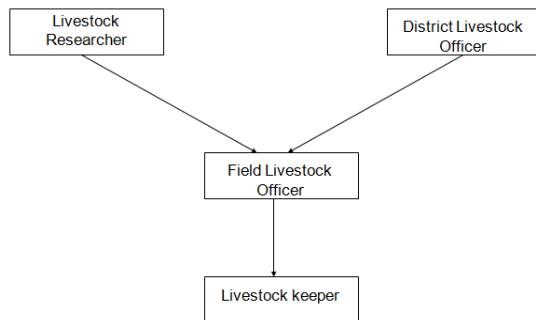 Livestock
Researcher
District Livestock
Officer
Field Livestock
Officer
Livestock keeper